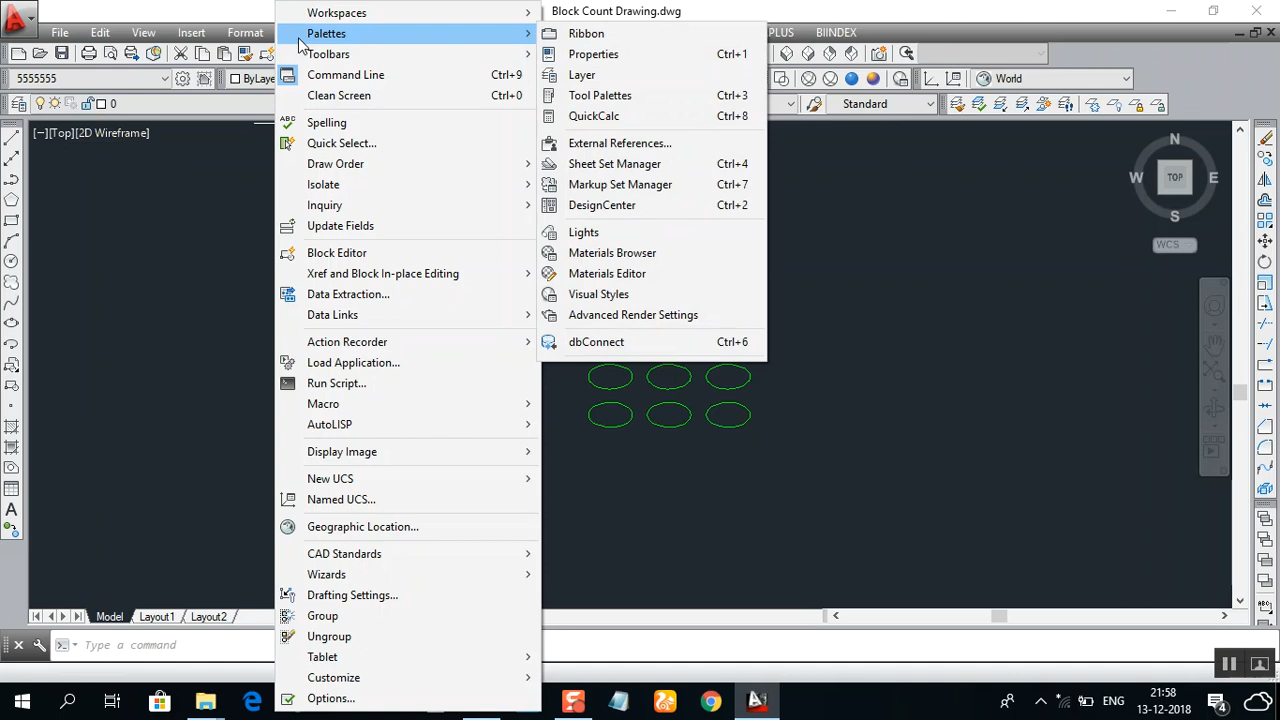 Block Count Drawing.dwg
File Edit View Insert Format
PLUS BIINDEX
5555555
ByLaye
World
0
Standard
[−][Top][2D Wireframe]
Workspaces
Palettes
Toolbars
Command Line Ctrl+9
Clean Screen Ctrl+0
ABC
Spelling
Quick Select...
Draw Order
Isolate
Inquiry
Update Fields
Block Editor
Xref and Block In-place Editing
Data Extraction...
Data Links
Action Recorder
Load Application...
Run Script...
Macro
AutoLISP
Display Image
New UCS
Named UCS...
Geographic Location...
CAD Standards
Wizards
Drafting Settings...
Group
Ungroup
Tablet
Customize
Options...
Ribbon
Properties Ctrl+1
Layer
Tool Palettes Ctrl+3
QuickCalc Ctrl+8
External References...
Sheet Set Manager Ctrl+4
Markup Set Manager Ctrl+7
DesignCenter Ctrl+2
Lights
Materials Browser
Materials Editor
Visual Styles
Advanced Render Settings
dbConnect Ctrl+6
N
W TOP E
S
WCS
A
Model Layout1 Layout2
Type a command
ENG
21:58
13-12-2018
4